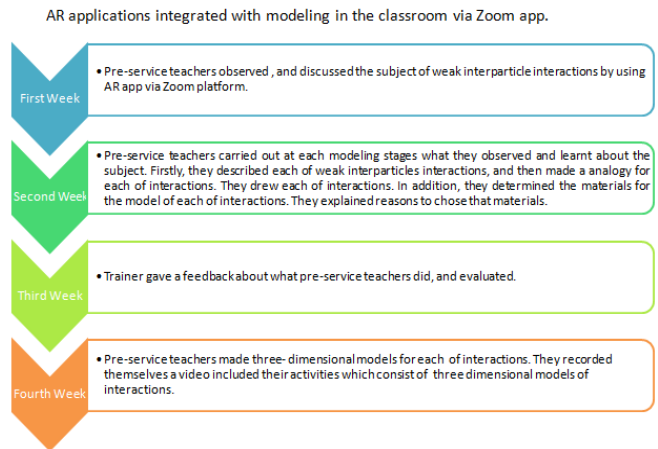 AR applications integrated with modeling in the classroom via Zoom app.
First Week
• Pre-service teachers observed , and discussed the subject of weak interparticle interactions by using
AR app via Zoom platform.
Second Week
• Pre-service teachers carried out at each modeling stages what they observed and learnt about the
subject. Firstly, they described each of weak interparticles interactions, and then made a analogy for
each of interactions. They drew each of interactions. In addition, they determined the materials for
the model of each of interactions. They explained reasons to chose that materials.
Third Week
• Trainer gave a feedback about what pre-service teachers did, and evaluated.
Fourth Week
• Pre-service teachers made three- dimensional models for each of interactions. They recorded
themselves a video included their activities which consist of three dimensional models of
interactions.